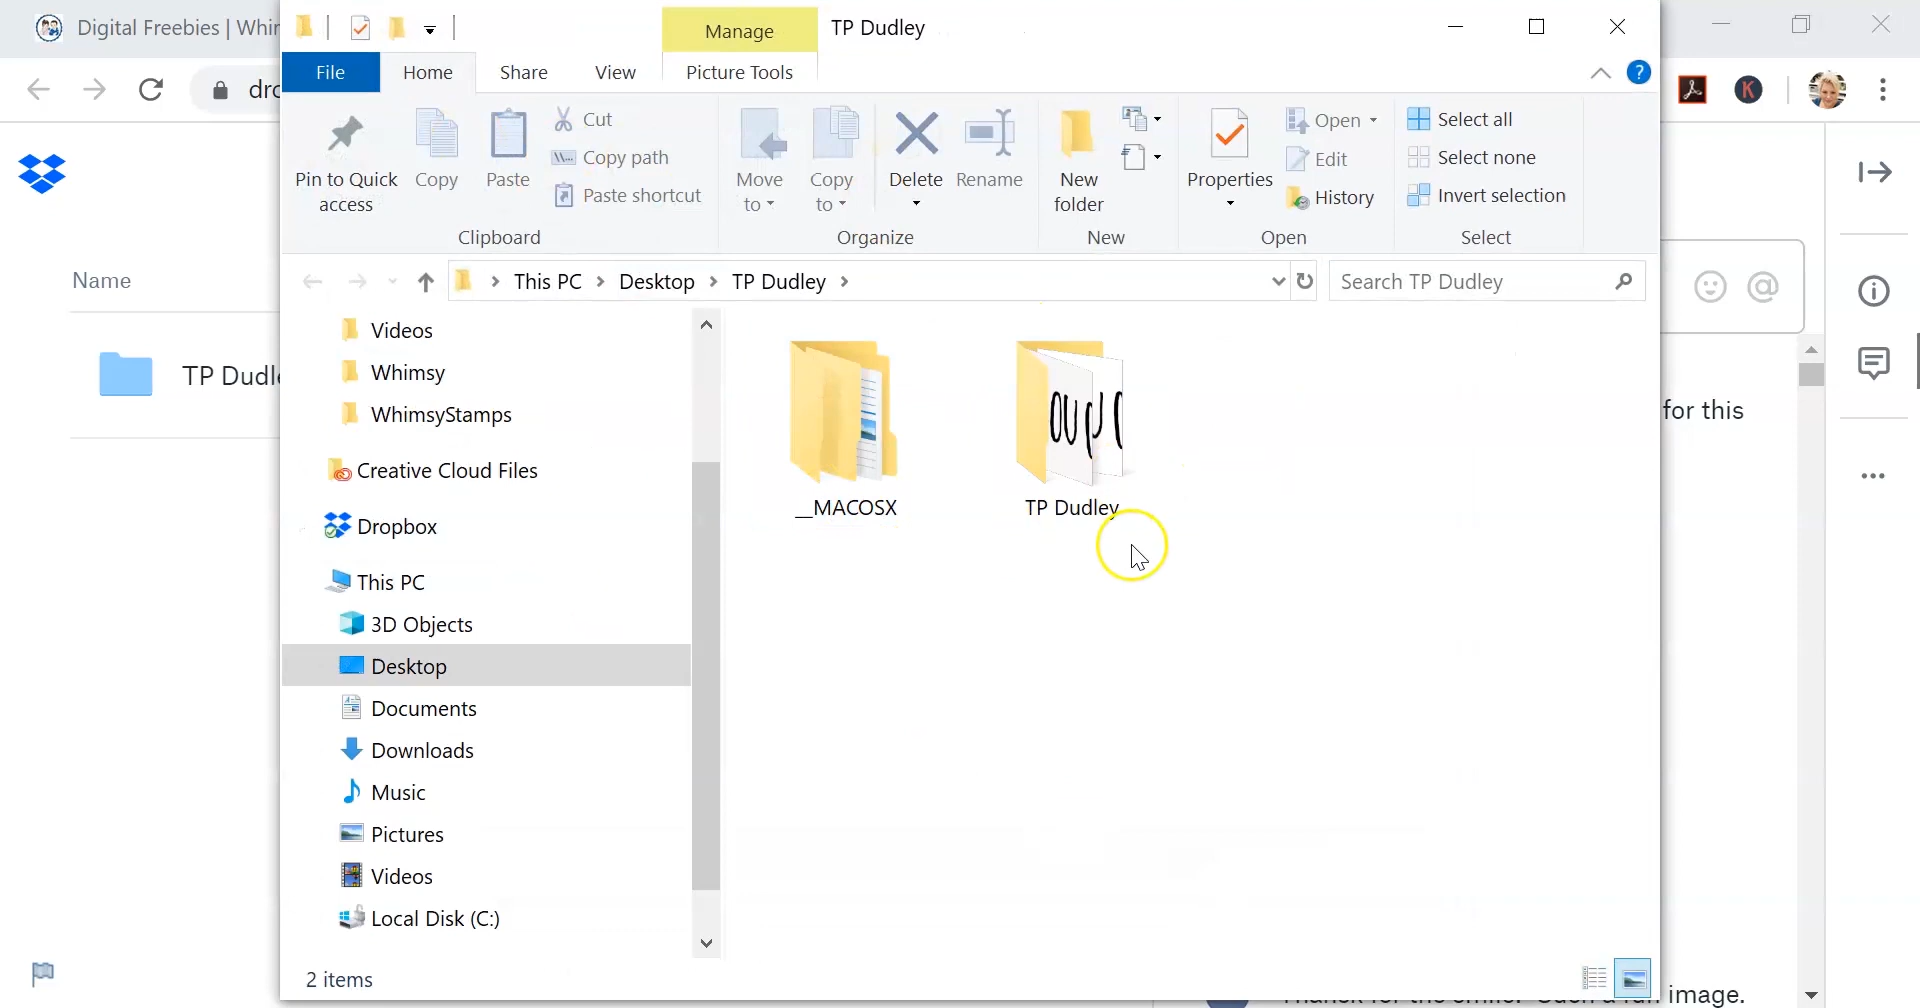 Digital Freebies | Whim
Manage
TP Dudley
File
Home
Share
View
Picture Tools
Pin to Quick access
Copy
Paste
Cut
Copy path
Paste shortcut
Clipboard
Move to
Copy to
Delete
Rename
Organize
New folder
New
Properties
Open
Edit
History
Open
Select all
Select none
Invert selection
Select
This PC
Desktop
TP Dudley
Search TP Dudley
Name
TP Dudle
Videos
Whimsy
WhimsyStamps
Creative Cloud Files
Dropbox
This PC
3D Objects
Desktop
Documents
Downloads
Music
Pictures
Videos
Local Disk (C:)
__MACOSX
TP Dudley
for this
image.
2 items